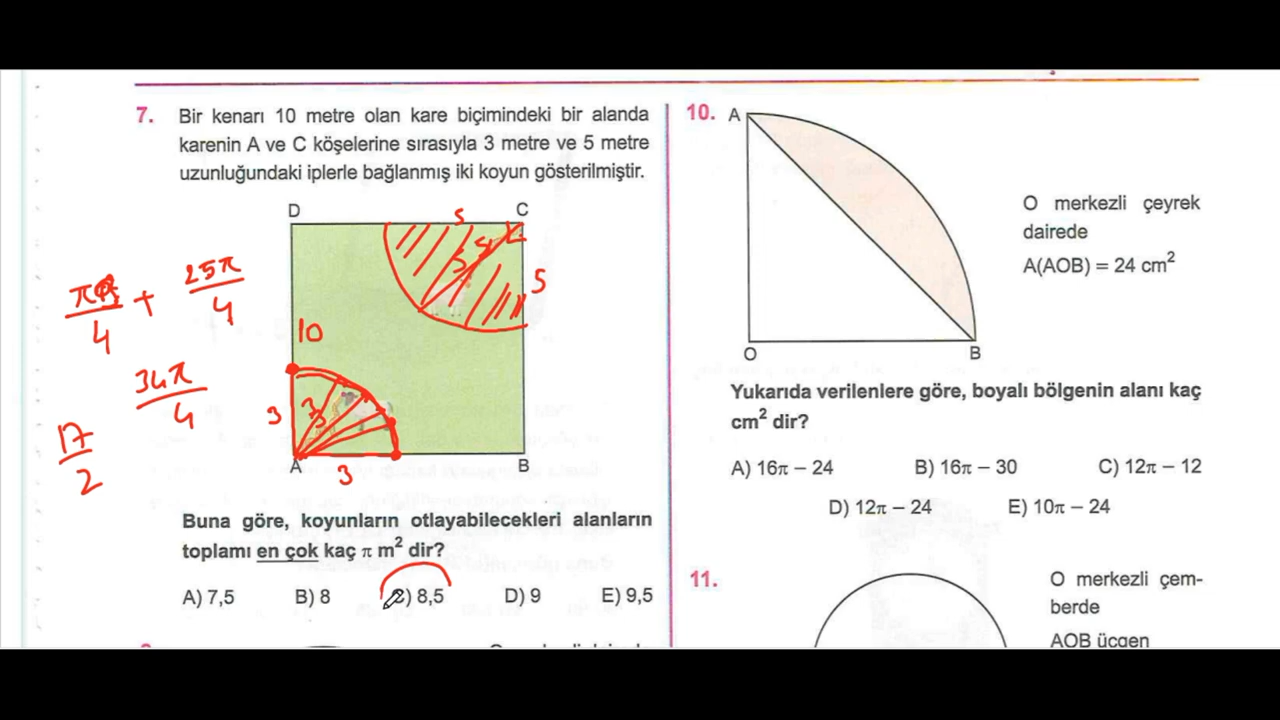 7. Bir kenarı 10 metre olan kare biçimindeki bir alanda
karenin A ve C köşelerine sırasıyla 3 metre ve 5 metre
uzunluğundaki iplerle bağlanmış iki koyun gösterilmiştir.
D
C
5
5
5
5
10
3
3
3
3
A
B
π9/4 + 25π/4
34π/4
17/2
Buna göre, koyunların otlayabilecekleri alanların
toplamı en çok kaç π m² dir?
A) 7,5 B) 8 C) 8,5 D) 9 E) 9,5
10. A
O
B
O merkezli çeyrek
dairede
A(AOB) = 24 cm²
Yukarıda verilenlere göre, boyalı bölgenin alanı kaç
cm² dir?
A) 16π – 24 B) 16π – 30 C) 12π – 12
D) 12π – 24 E) 10π – 24
11. O merkezli çem-
berde
AOB üçgen